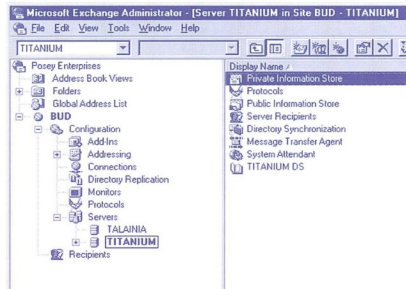 Microsoft Exchange Administrator - [Server TITANIUM in Site BUD - TITANIUM]
File Edit View Tools Window Help
TITANIUM
Posey Enterprises
Address Book Views
Folders
Global Address List
BUD
Configuration
Add-Ins
Addressing
Connections
Directory Replication
Monitors
Protocols
Servers
TALAINIA
TITANIUM
Recipients
Display Name /
Private Information Store
Protocols
Public Information Store
Server Recipients
Directory Synchronization
Message Transfer Agent
System Attendant
TITANIUM DS